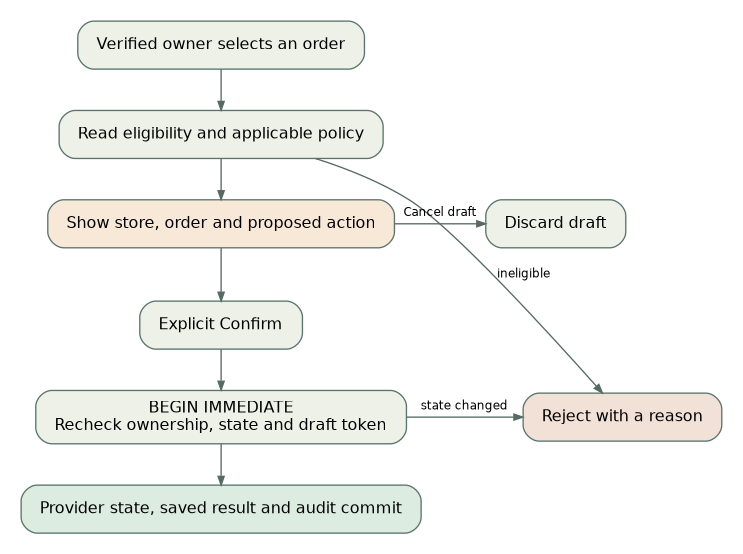 Verified owner selects an order
Read eligibility and applicable policy
Show store, order and proposed action
Cancel draft
Discard draft
ineligible
Explicit Confirm
BEGIN IMMEDIATE
Recheck ownership, state and draft token
state changed
Reject with a reason
Provider state, saved result and audit commit